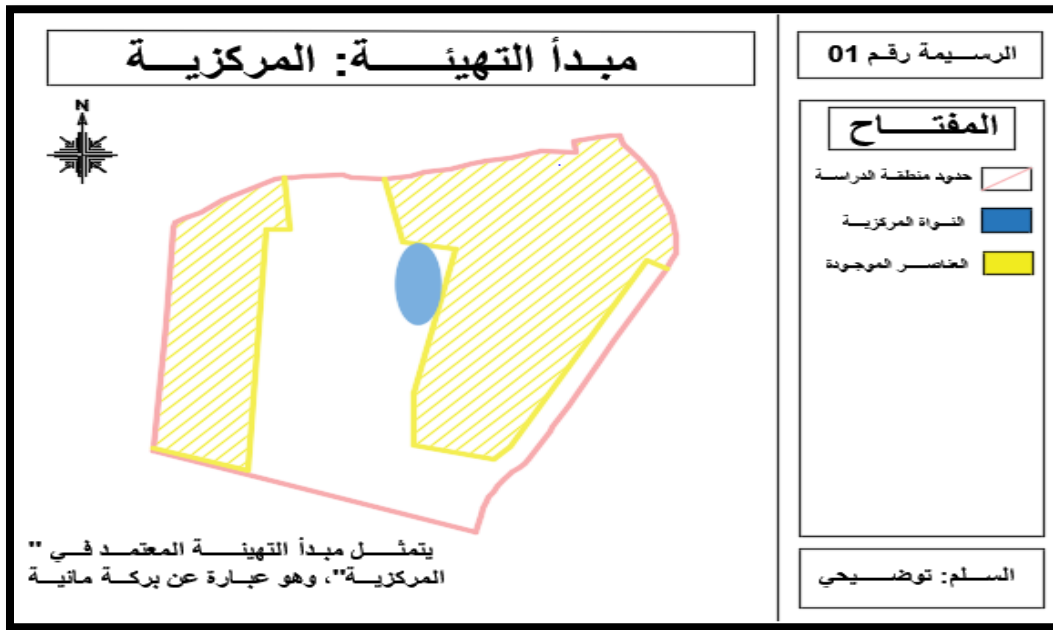 مبدأ التهيئة: المركزية
الرسيمة رقم 01
N
المفتاح
حدود منطقة الدراسة
النواة المركزية
العناصر الموجودة
يتمثل مبدأ التهيئة المعتمد في "
المركزية"، وهو عبارة عن بركة مائية
السلم: توضيحي